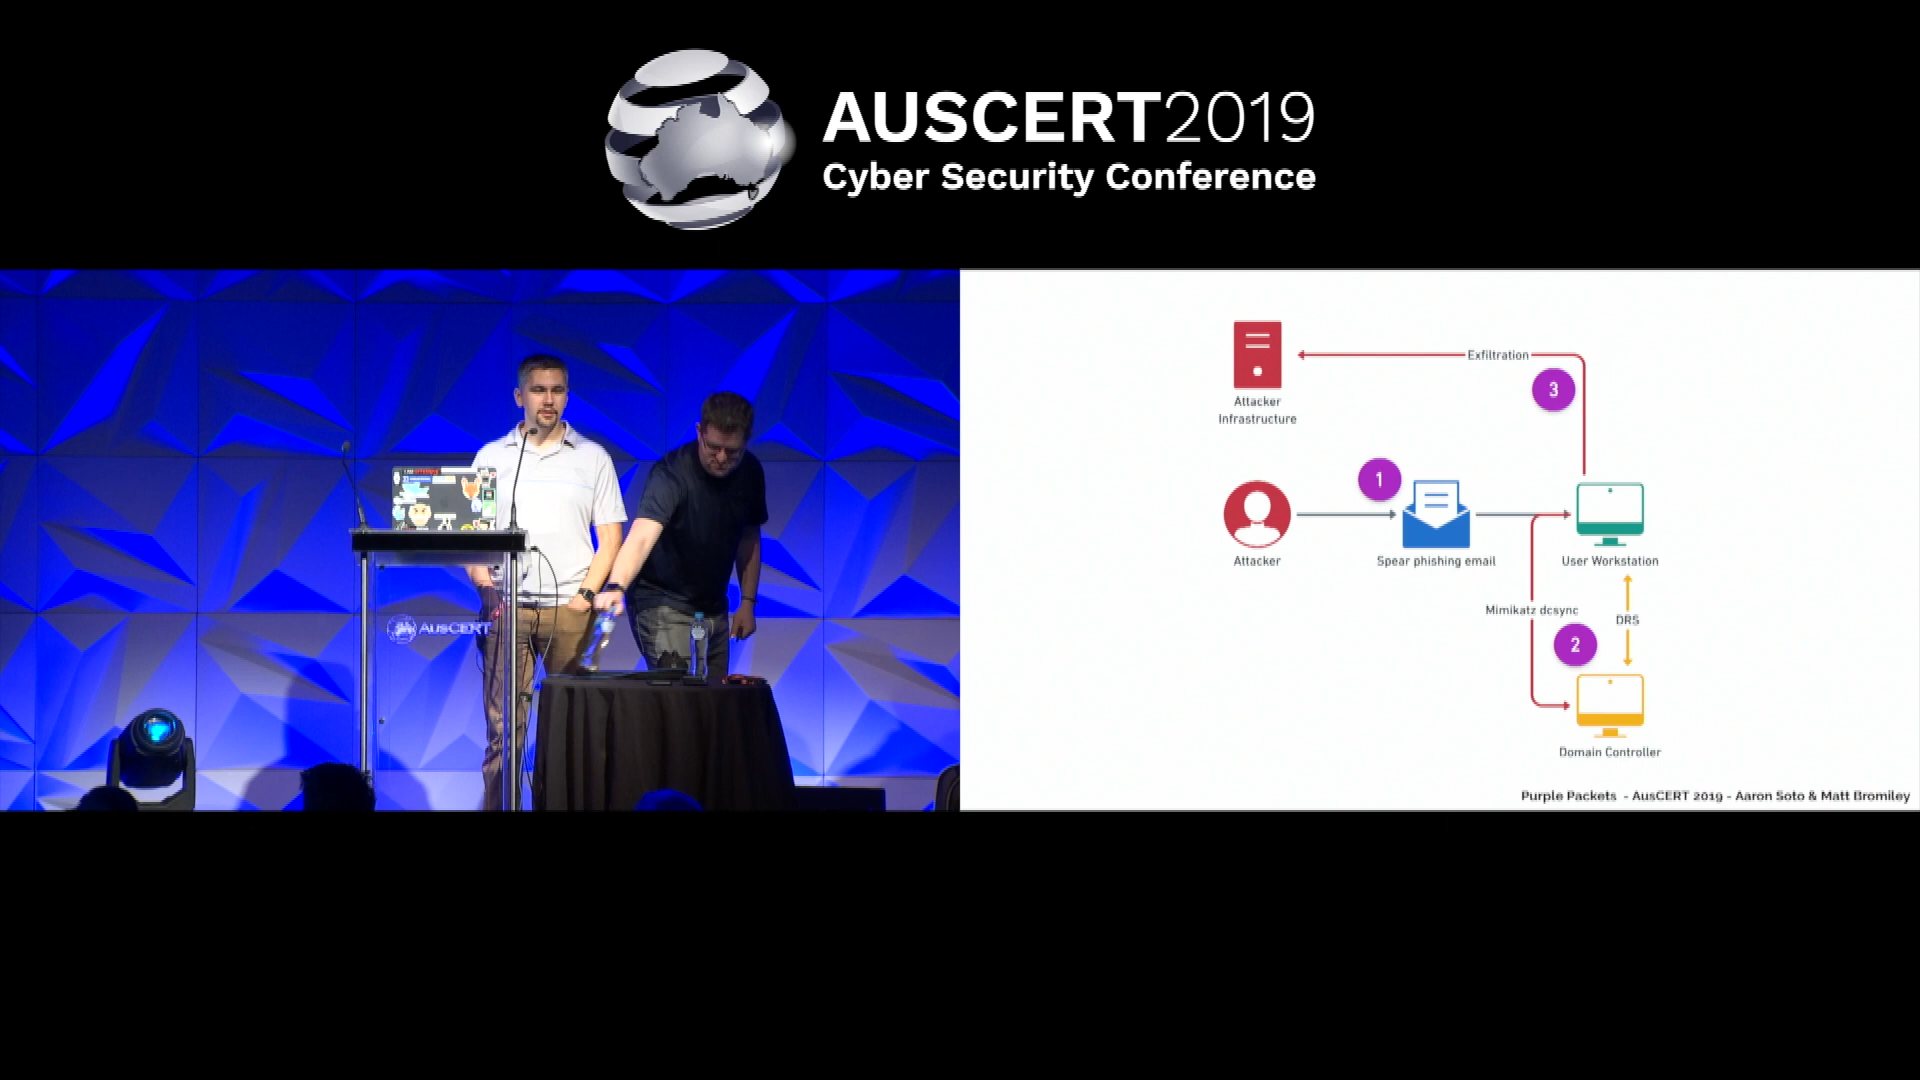 AUSCERT2019
Cyber Security Conference
AusCERT
Exfiltration
3
Attacker
Infrastructure
1
Attacker
Spear phishing email
User Workstation
Mimikatz dcsync
DRS
2
Domain Controller
Purple Packets - AusCERT 2019 - Aaron Soto & Matt Bromiley